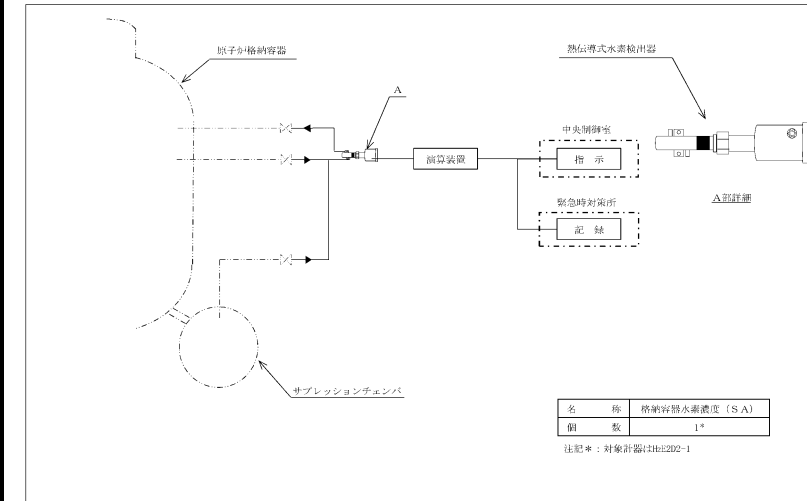 原子炉格納容器
熱伝導式水素検出器
A
中央制御室
演算装置
指 示
A部詳細
緊急時対策所
記 録
サプレッションチェンバ
名 称 格納容器水素濃度(SA)
個 数 1*
注記*:対象計器はH2E2D2-1